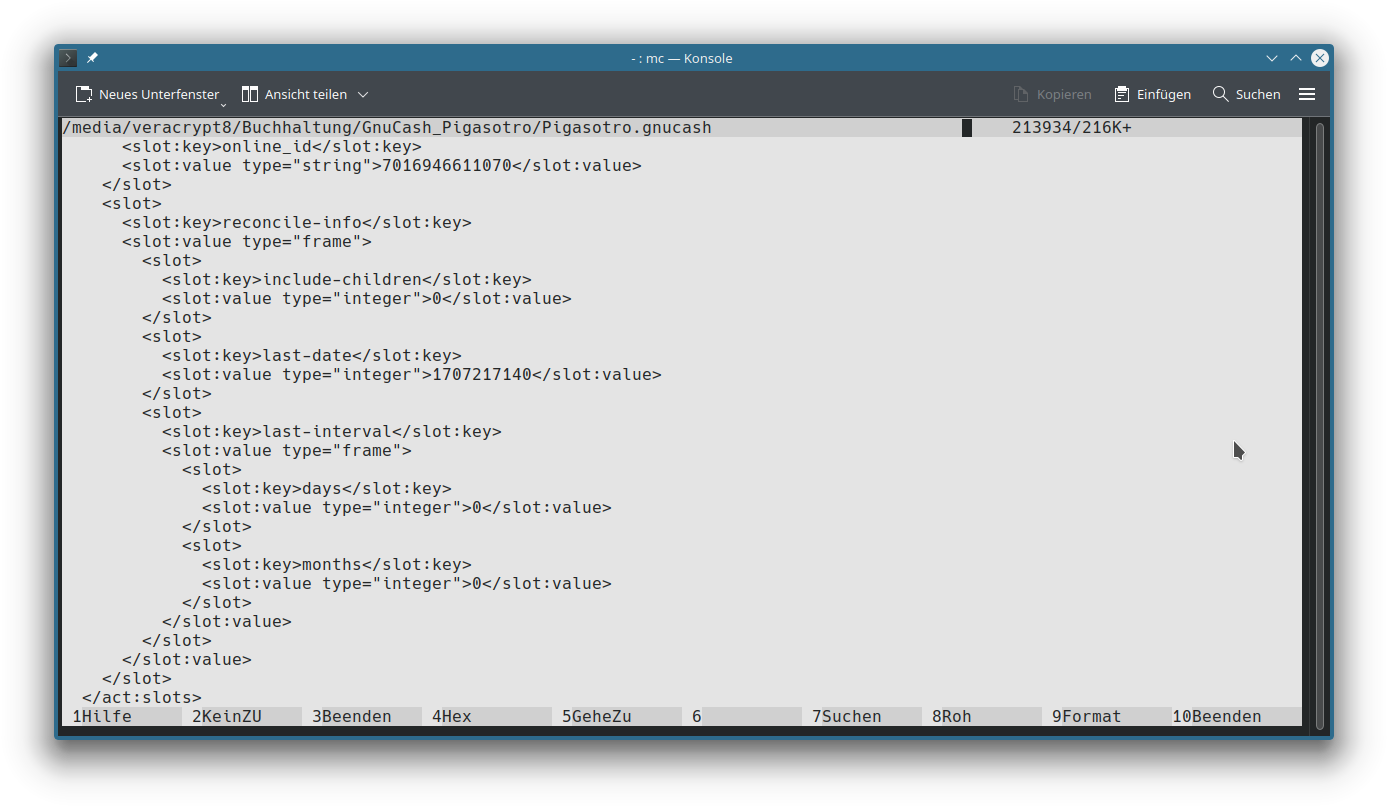 - : mc — Konsole
Neues Unterfenster Ansicht teilen Kopieren Einfügen Suchen
/media/veracrypt8/Buchhaltung/GnuCash_Pigasotro/Pigasotro.gnucash 213934/216K+
<slot:key>online_id</slot:key>
<slot:value type="string">7016946611070</slot:value>
</slot>
<slot>
<slot:key>reconcile-info</slot:key>
<slot:value type="frame">
<slot>
<slot:key>include-children</slot:key>
<slot:value type="integer">0</slot:value>
</slot>
<slot>
<slot:key>last-date</slot:key>
<slot:value type="integer">1707217140</slot:value>
</slot>
<slot>
<slot:key>last-interval</slot:key>
<slot:value type="frame">
<slot>
<slot:key>days</slot:key>
<slot:value type="integer">0</slot:value>
</slot>
<slot>
<slot:key>months</slot:key>
<slot:value type="integer">0</slot:value>
</slot>
</slot:value>
</slot>
</slot:value>
</slot>
</act:slots>
1Hilfe 2KeinZU 3Beenden 4Hex 5GeheZu 6 7Suchen 8Roh 9Format 10Beenden